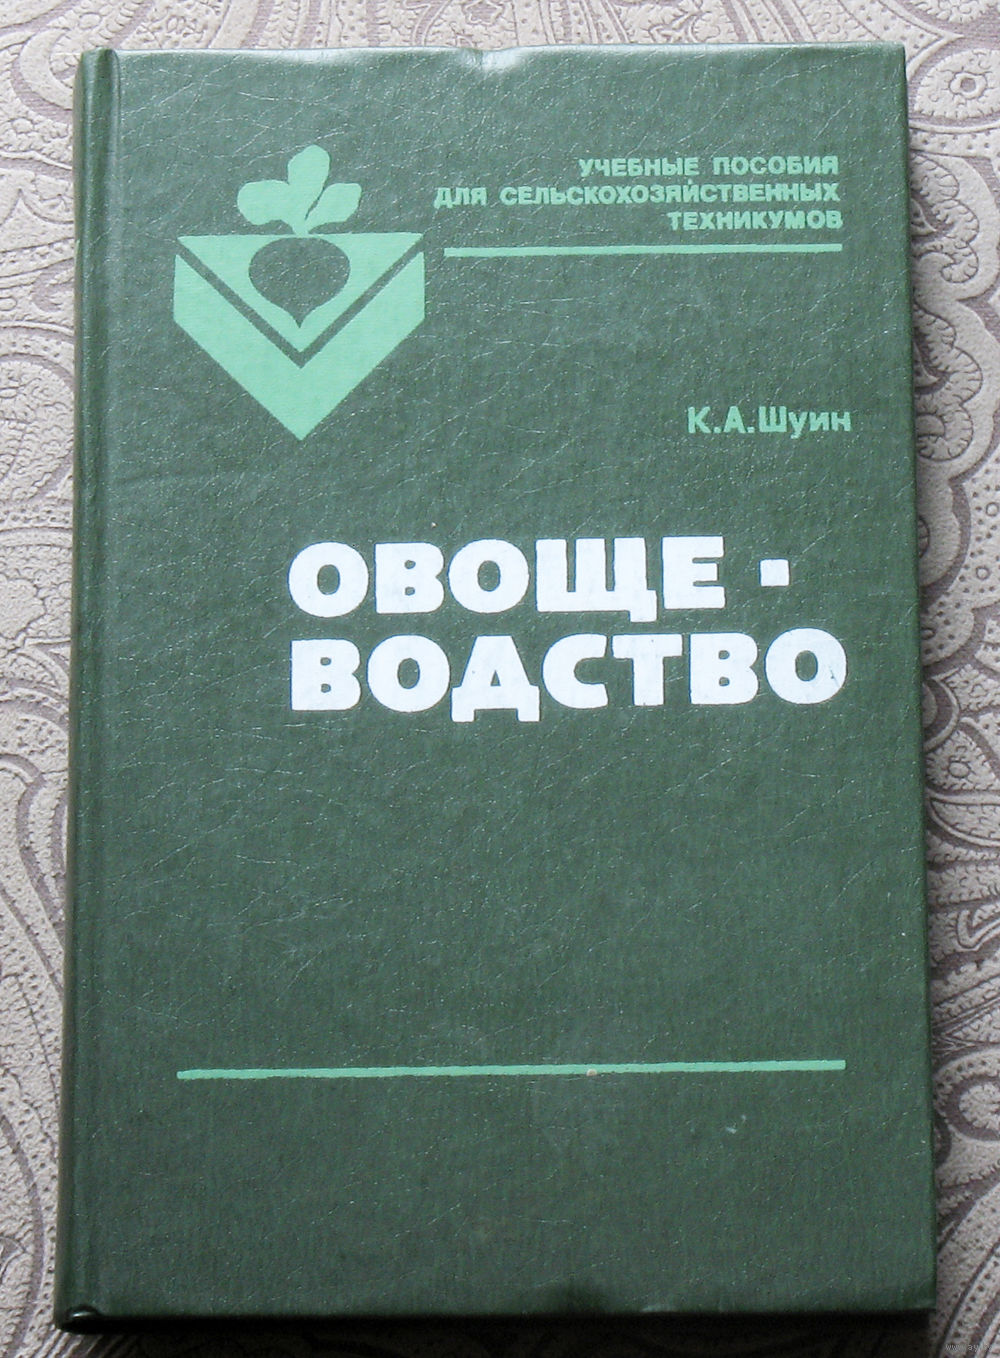 УЧЕБНЫЕ ПОСОБИЯ
ДЛЯ СЕЛЬСКОХОЗЯЙСТВЕННЫХ
ТЕХНИКУМОВ
К.А.Шуин
ОВОЩЕ-
ВОДСТВО